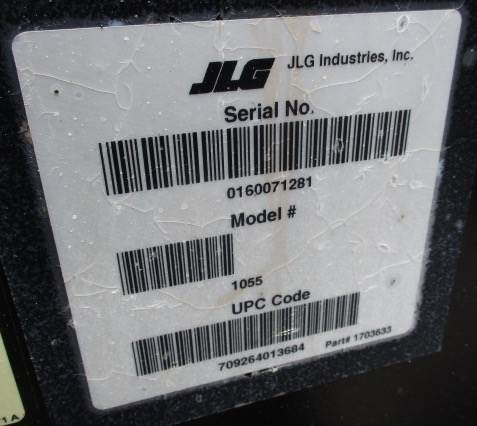 JLG JLG Industries, Inc.
Serial No.
0160071281
Model #
1055
UPC Code
709264013684 Part# 1703633